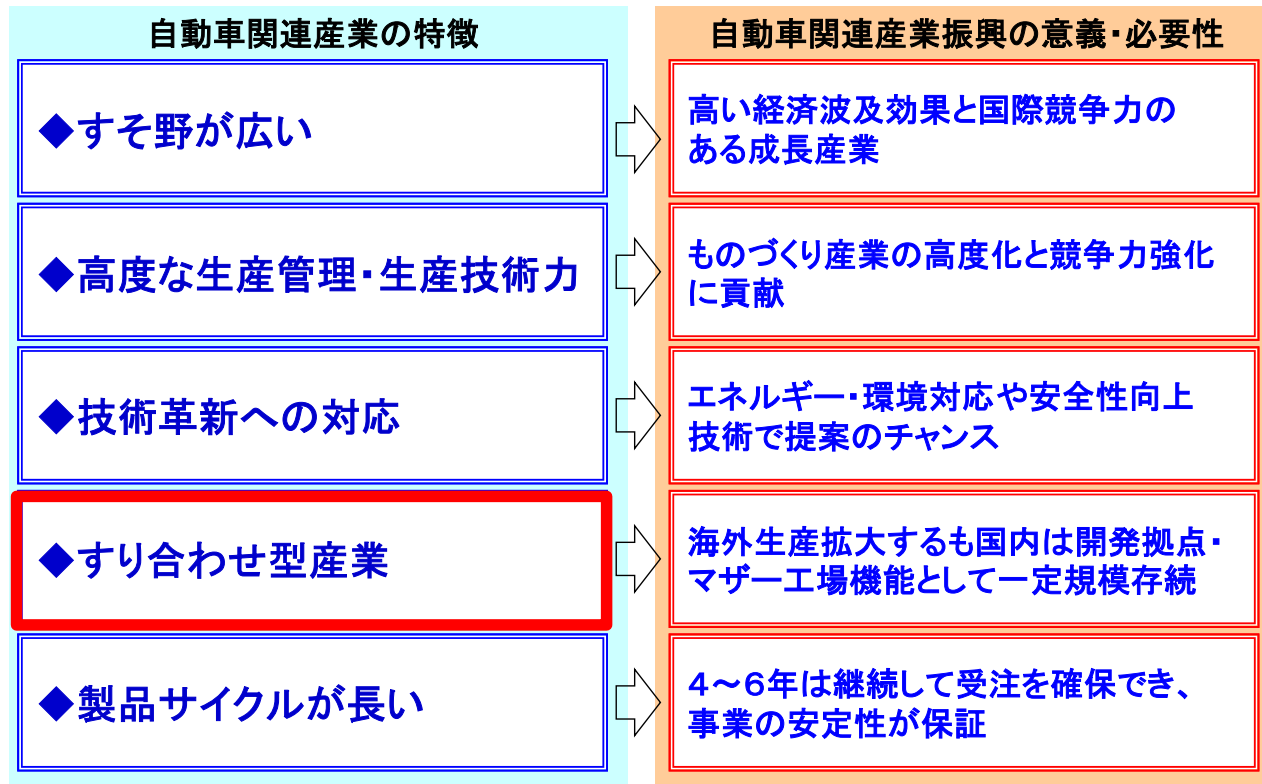 自動車関連産業の特徴
自動車関連産業振興の意義・必要性
◆すそ野が広い
高い経済波及効果と国際競争力の
ある成長産業
◆高度な生産管理・生産技術力
ものづくり産業の高度化と競争力強化
に貢献
◆技術革新への対応
エネルギー・環境対応や安全性向上
技術で提案のチャンス
◆すり合わせ型産業
海外生産拡大するも国内は開発拠点・
マザー工場機能として一定規模存続
◆製品サイクルが長い
4~6年は継続して受注を確保でき、
事業の安定性が保証